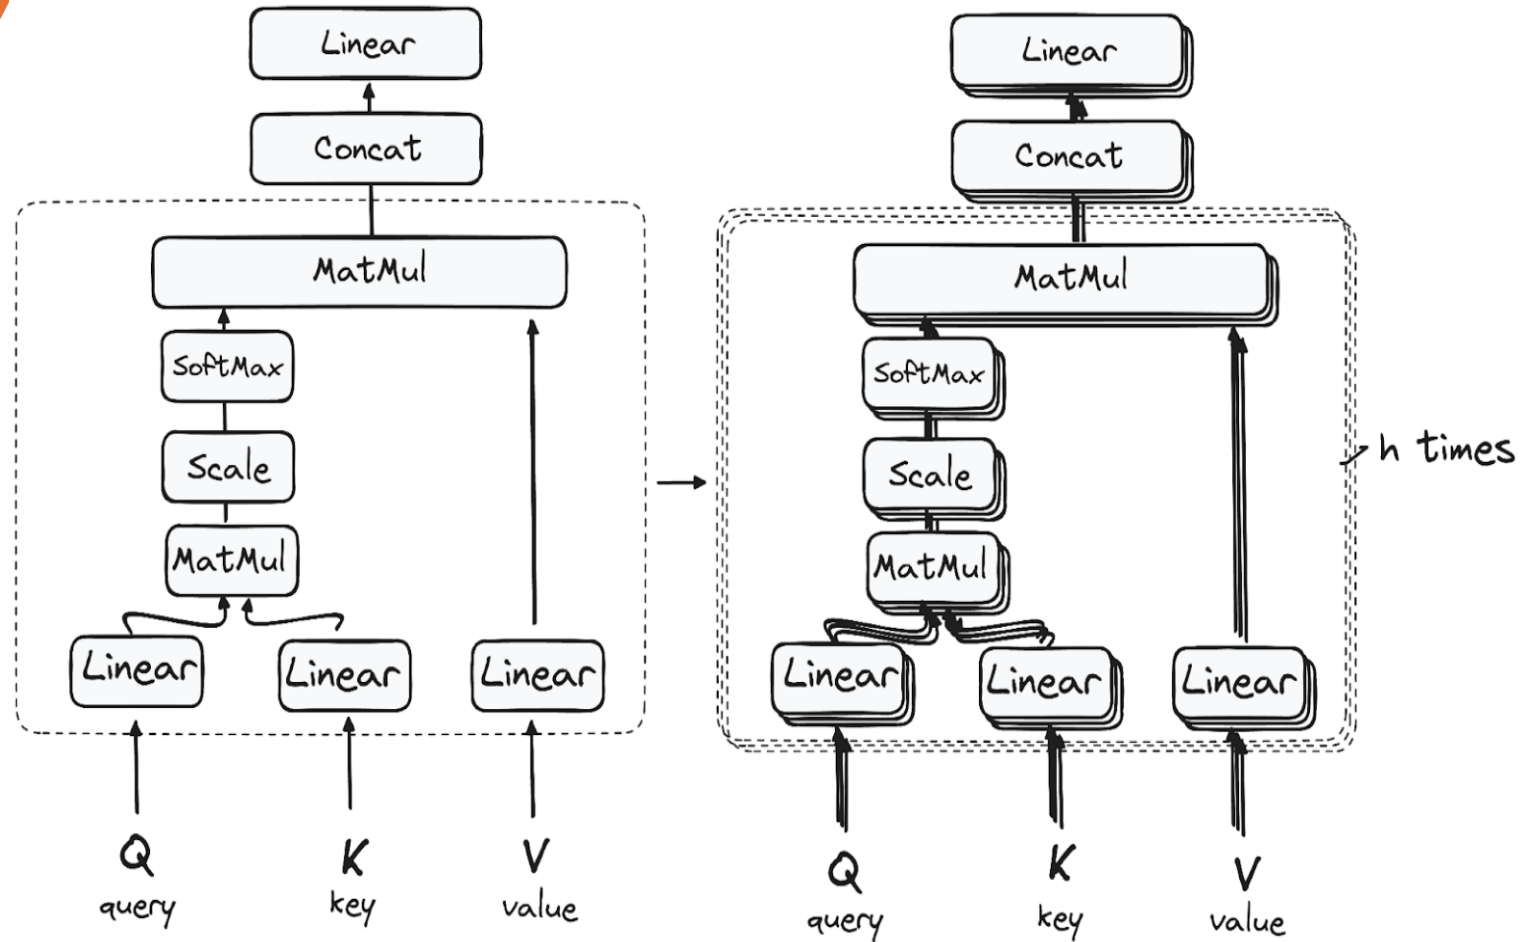 Linear
Concat
MatMul
SoftMax
Scale
MatMul
Linear
Linear
Linear
Q
K
V
query
key
value
Linear
Concat
MatMul
SoftMax
Scale
MatMul
Linear
Linear
Linear
Q
K
V
query
key
value
h times